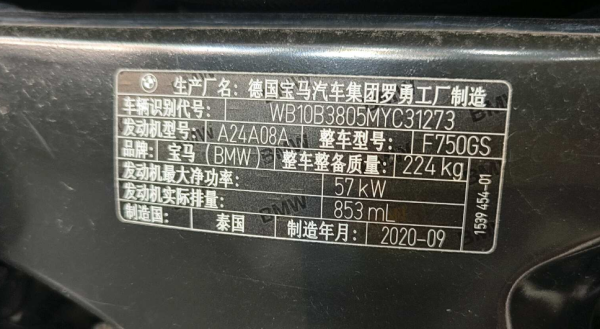 生产厂名: 德国宝马汽车集团罗勇工厂制造
车辆识别代号: WB10B3805MYC31273
发动机型号: A24A08A 整车型号: F750GS
品牌: 宝马 (BMW) 整车整备质量: 224 kg
发动机最大净功率: 57 kW
发动机实际排量: 853 mL
制造国: 泰国 制造年月: 2020-09
1539 454-01